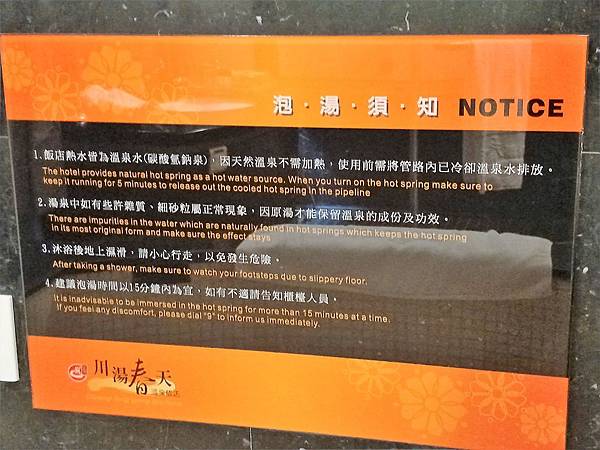 泡‧湯‧須‧知 NOTICE
1. 飯店熱水皆為溫泉水(碳酸氫鈉泉)，因天然溫泉不需加熱，使用前需將管路內已冷卻溫泉水排放。
The hotel provides natural hot spring as a hot water source. When you turn on the hot spring make sure to
keep it running for 5 minutes to release out the cooled hot spring in the pipeline
2. 湯泉中如有些許雜質、細砂粒屬正常現象，因原湯才能保留溫泉的成份及功效。
There are impurities in the water which are naturally found in hot springs which keeps the hot spring
in its most original form and make sure the effect stays
3. 沐浴後地上濕滑，請小心行走，以免發生危險。
After taking a shower, make sure to watch your footsteps due to slippery floor.
4. 建議泡湯時間以15分鐘內為宜，如有不適請告知櫃檯人員。
It is inadvisable to be immersed in the hot spring for more than 15 minutes at a time.
If you feel any discomfort, please dial "9" to inform us immediately.
川湯春天
溫泉飯店